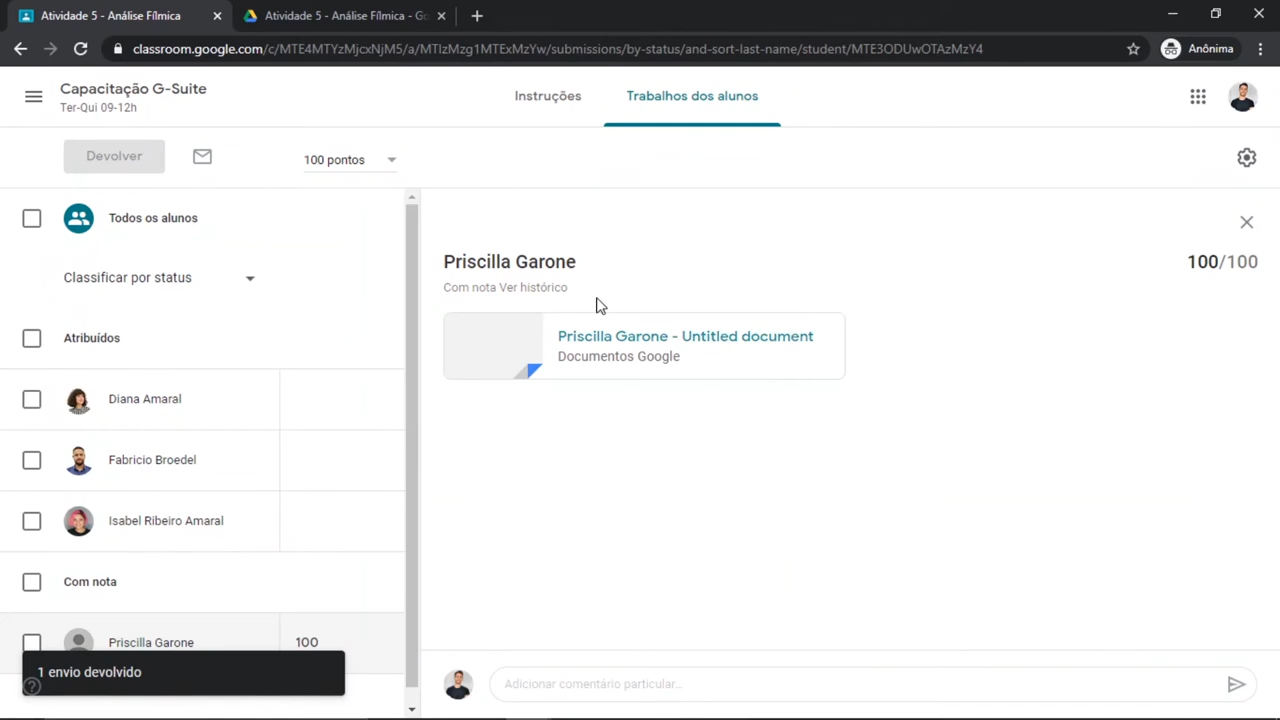 Atividade 5 - Análise Fílmica
Atividade 5 - Análise Fílmica - Go
classroom.google.com/c/MTE4MTYzMjcxNjM5/a/MTIzMzg1MTExMzYw/submissions/by-status/and-sort-last-name/student/MTE3ODUwOTAzMzY4
Anônima
Capacitação G-Suite
Ter-Qui 09-12h
Instruções
Trabalhos dos alunos
Devolver
100 pontos
Todos os alunos
Classificar por status
Atribuídos
Diana Amaral
Fabricio Broedel
Isabel Ribeiro Amaral
Com nota
Priscilla Garone 100
1 envio devolvido
Priscilla Garone
100/100
Com nota Ver histórico
Priscilla Garone - Untitled document
Documentos Google
Adicionar comentário particular...